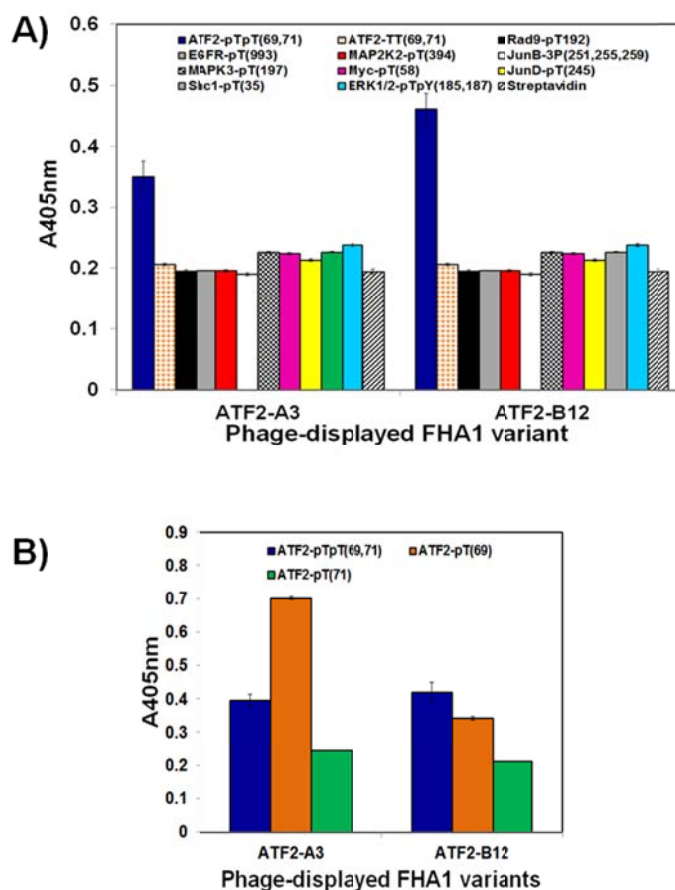 A)
ATF2-pTpT(69,71) ATF2-TT(69,71) Rad9-pT192)
EGFR-pT(993) MAP2K2-pT(394) JunB-3P(251,255,259)
MAPK3-pT(197) Myc-pT(58) JunD-pT(245)
Shc1-pT(35) ERK1/2-pTpY(185,187) Streptavidin
0.6
0.5
0.4
0.3
0.2
0.1
0
A405nm
ATF2-A3 ATF2-B12
Phage-displayed FHA1 variant
B)
ATF2-pTpT(69,71) ATF2-pT(69)
ATF2-pT(71)
0.9
0.8
0.7
0.6
0.5
0.4
0.3
0.2
0.1
0
A405nm
ATF2-A3 ATF2-B12
Phage-displayed FHA1 variants